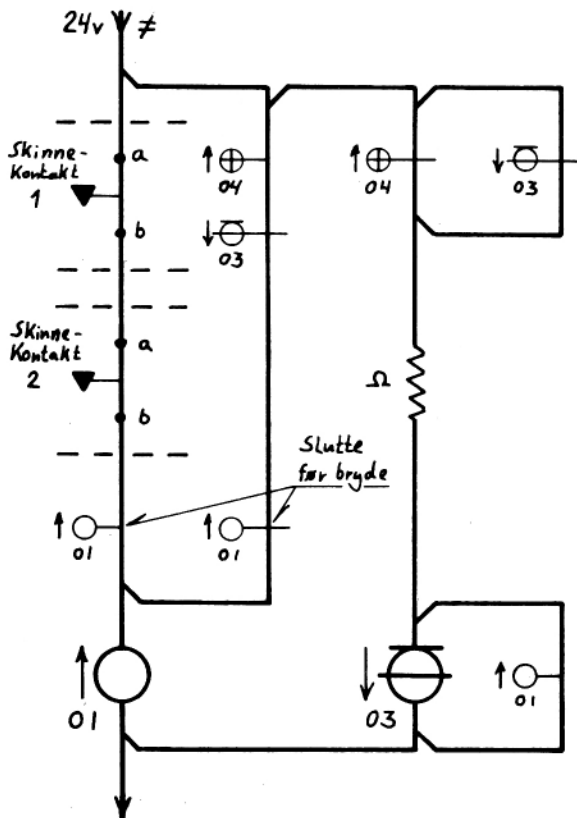 24v ≠
Skinne-
Kontakt
1
a
b
04
03
04
03
Skinne-
Kontakt
2
a
b
Ω
Slutte
før bryde
01
01
01
03
01